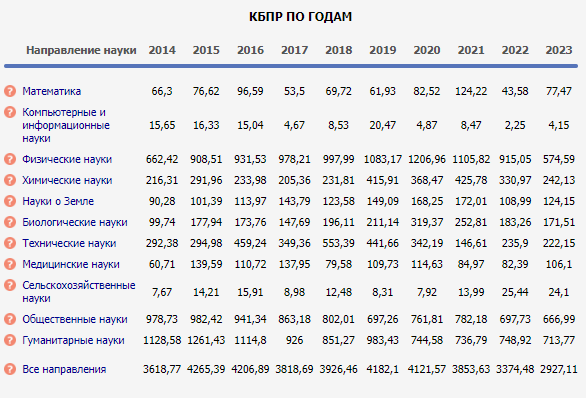 КБПР ПО ГОДАМ
Направление науки 2014 2015 2016 2017 2018 2019 2020 2021 2022 2023
? Математика 66,3 76,62 96,59 53,5 69,72 61,93 82,52 124,22 43,58 77,47
? Компьютерные и
информационные 15,65 16,33 15,04 4,67 8,53 20,47 4,87 8,47 2,25 4,15
науки
? Физические науки 662,42 908,51 931,53 978,21 997,99 1083,17 1206,96 1105,82 915,05 574,59
? Химические науки 216,31 291,96 233,98 205,36 231,81 415,91 368,47 425,78 330,97 242,13
? Науки о Земле 90,28 101,39 113,97 143,79 123,58 149,09 168,25 172,01 108,99 124,15
? Биологические науки 99,74 177,94 173,76 147,69 196,11 211,14 319,37 252,81 183,26 171,51
? Технические науки 292,38 294,98 459,24 349,36 553,39 441,66 342,19 146,61 235,9 222,15
? Медицинские науки 60,71 139,59 110,72 137,95 79,58 109,73 114,63 84,97 82,39 106,1
? Сельскохозяйственные 7,67 14,21 15,91 8,98 12,48 8,31 7,92 13,99 25,44 24,1
науки
? Общественные науки 978,73 982,42 941,34 863,18 802,01 697,26 761,81 782,18 697,73 666,99
? Гуманитарные науки 1128,58 1261,43 1114,8 926 851,27 983,43 744,58 736,79 748,92 713,77
? Все направления 3618,77 4265,39 4206,89 3818,69 3926,46 4182,1 4121,57 3853,63 3374,48 2927,11